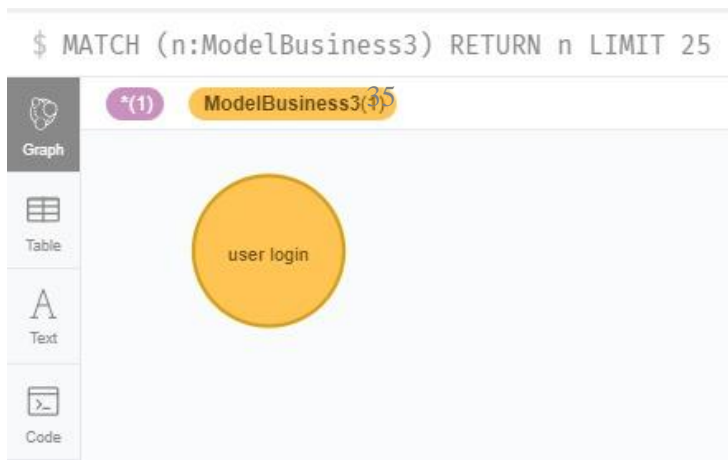 $ MATCH (n:ModelBusiness3) RETURN n LIMIT 25
*(1) ModelBusiness3(1)
35
Graph
user login
Table
Text
Code